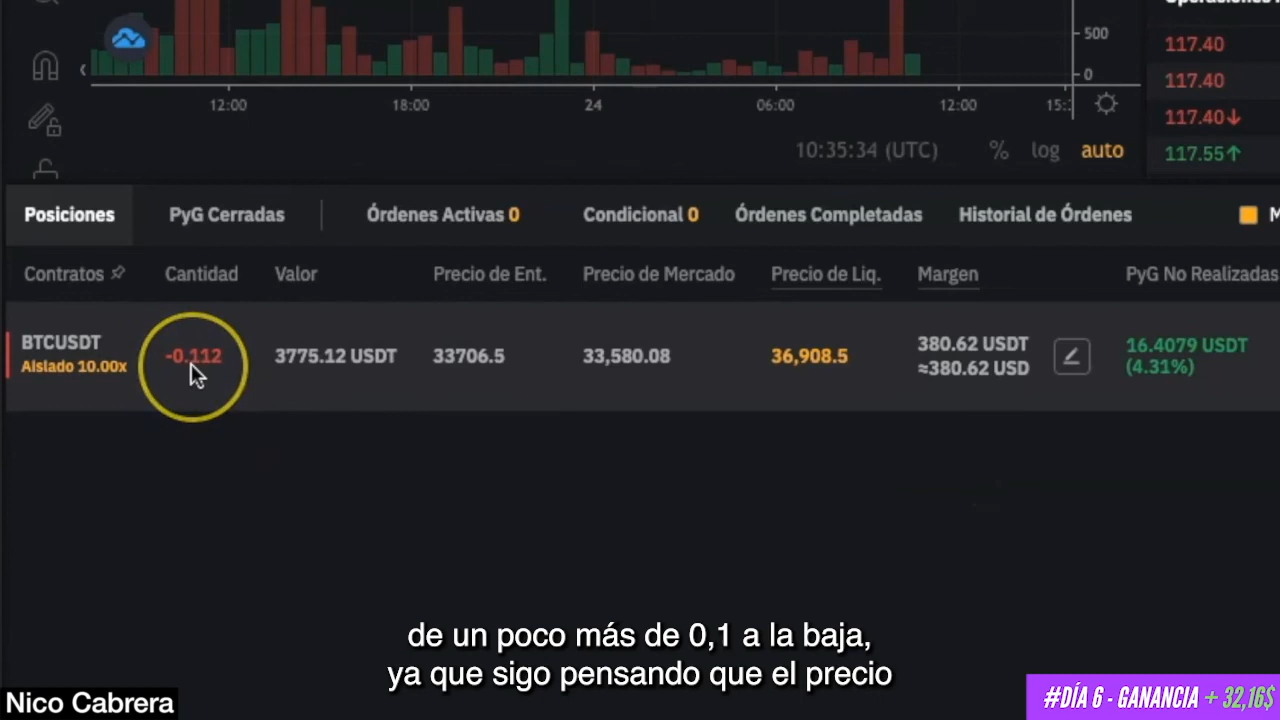 Operaciones
500
117.40
0
117.40
12:00 18:00 24 06:00 12:00 15:
117.40↓
10:35:34 (UTC) % log auto
117.55↑
Posiciones PyG Cerradas Órdenes Activas 0 Condicional 0 Órdenes Completadas Historial de Órdenes M
Contratos Cantidad Valor Precio de Ent. Precio de Mercado Precio de Liq. Margen PyG No Realizadas
BTCUSDT -0.112 3775.12 USDT 33706.5 33,580.08 36,908.5 380.62 USDT 16.4079 USDT
Aislado 10.00x ≈380.62 USD (4.31%)
de un poco más de 0,1 a la baja,
ya que sigo pensando que el precio
Nico Cabrera
#DÍA 6 - GANANCIA + 32,16$